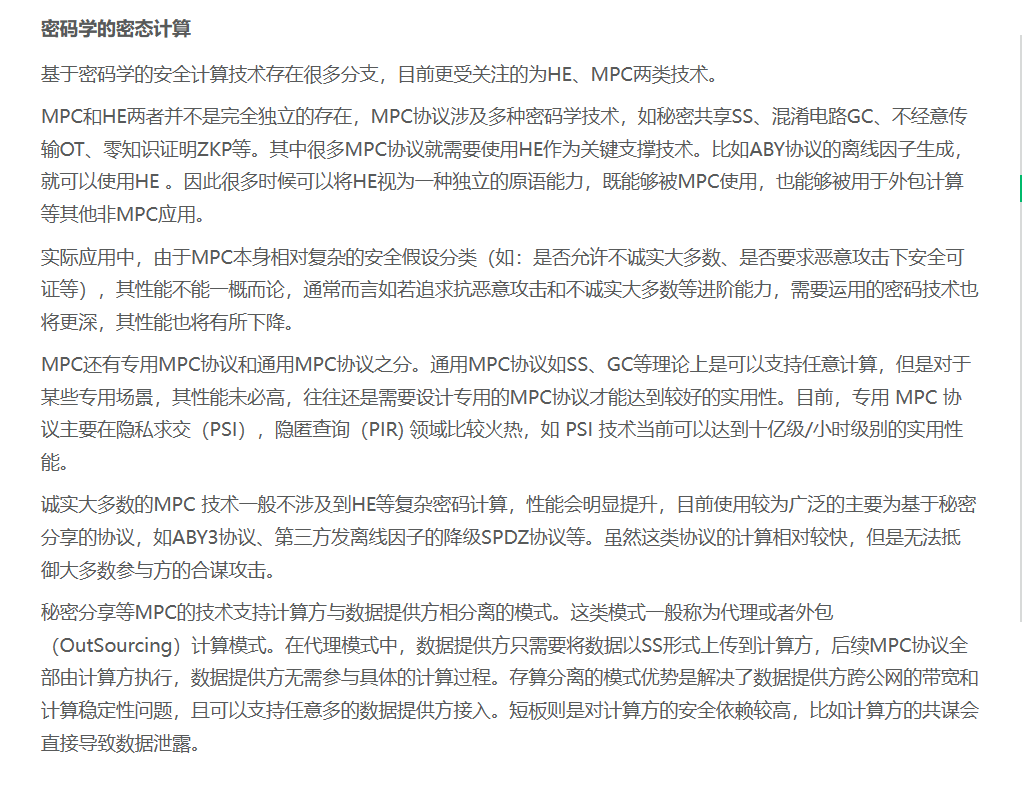 密码学的密态计算
基于密码学的安全计算技术存在很多分支，目前更受关注的为HE、MPC两类技术。
MPC和HE两者并不是完全独立的存在，MPC协议涉及多种密码学技术，如秘密共享SS、混淆电路GC、不经意传
输OT、零知识证明ZKP等。其中很多MPC协议就需要使用HE作为关键支撑技术。比如ABY协议的离线因子生成，
就可以使用HE 。因此很多时候可以将HE视为一种独立的原语能力，既能够被MPC使用，也能够被用于外包计算
等其他非MPC应用。
实际应用中，由于MPC本身相对复杂的安全假设分类（如：是否允许不诚实大多数、是否要求恶意攻击下安全可
证等），其性能不能一概而论，通常而言如若追求抗恶意攻击和不诚实大多数等进阶能力，需要运用的密码技术也
将更深，其性能也将有所下降。
MPC还有专用MPC协议和通用MPC协议之分。通用MPC协议如SS、GC等理论上是可以支持任意计算，但是对于
某些专用场景，其性能未必高，往往还是需要设计专用的MPC协议才能达到较好的实用性。目前，专用 MPC 协
议主要在隐私求交（PSI），隐匿查询（PIR) 领域比较火热，如 PSI 技术当前可以达到十亿级/小时级别的实用性
能。
诚实大多数的MPC 技术一般不涉及到HE等复杂密码计算，性能会明显提升，目前使用较为广泛的主要为基于秘密
分享的协议，如ABY3协议、第三方发离线因子的降级SPDZ协议等。虽然这类协议的计算相对较快，但是无法抵
御大多数参与方的合谋攻击。
秘密分享等MPC的技术支持计算方与数据提供方相分离的模式。这类模式一般称为代理或者外包
（OutSourcing）计算模式。在代理模式中，数据提供方只需要将数据以SS形式上传到计算方，后续MPC协议全
部由计算方执行，数据提供方无需参与具体的计算过程。存算分离的模式优势是解决了数据提供方跨公网的带宽和
计算稳定性问题，且可以支持任意多的数据提供方接入。短板则是对计算方的安全依赖较高，比如计算方的共谋会
直接导致数据泄露。